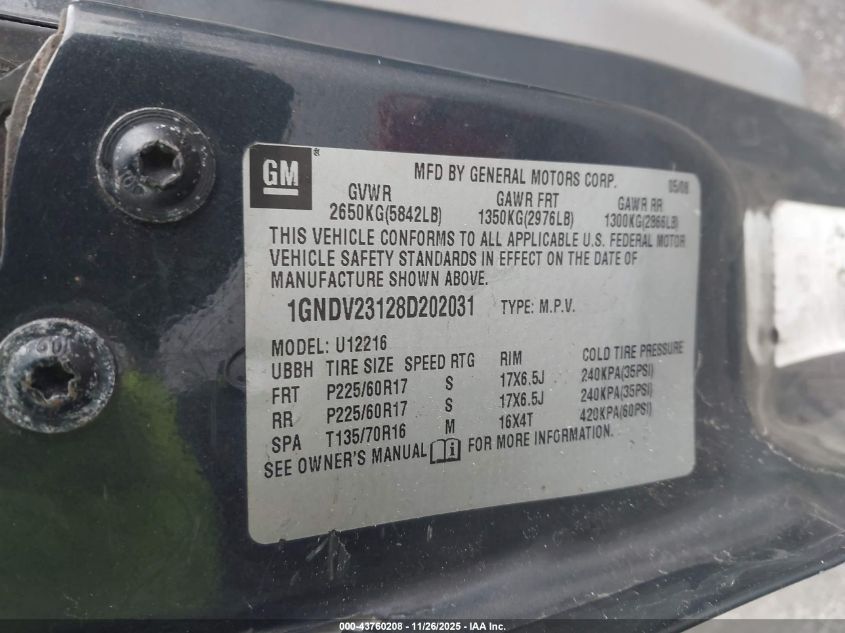 GM ®
MFD BY GENERAL MOTORS CORP. 05/08
GVWR GAWR FRT GAWR RR
2650KG(5842LB) 1350KG(2976LB) 1300KG(2866LB)
THIS VEHICLE CONFORMS TO ALL APPLICABLE U.S. FEDERAL MOTOR
VEHICLE SAFETY STANDARDS IN EFFECT ON THE DATE OF
MANUFACTURE SHOWN ABOVE.
1GNDV23128D202031 TYPE: M.P.V.
MODEL: U12216
UBBH TIRE SIZE SPEED RTG RIM COLD TIRE PRESSURE
FRT P225/60R17 S 17X6.5J 240KPA(35PSI)
RR P225/60R17 S 17X6.5J 240KPA(35PSI)
SPA T135/70R16 M 16X4T 420KPA(60PSI)
SEE OWNER'S MANUAL i FOR MORE INFORMATION.
000-43760208 - 11/26/2025 - IAA Inc.